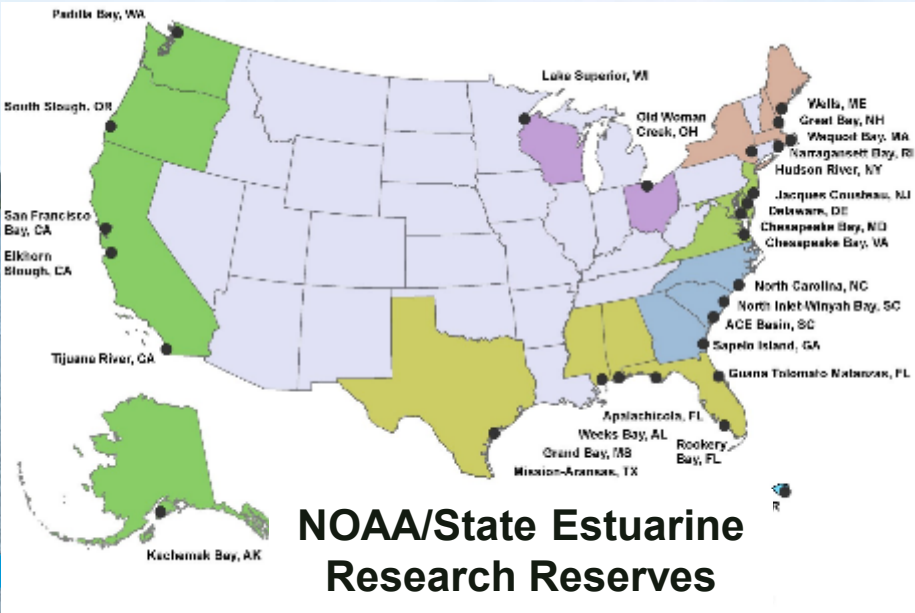 Padilla Bay, WA
Lake Superior, WI
South Slough, OR
Old Woman
Creek, OH
Wells, ME
Great Bay, NH
Waquoit Bay, MA
Narragansett Bay, RI
Hudson River, NY
Jacques Cousteau, NJ
Delaware, DE
Chesapeake Bay, MD
Chesapeake Bay, VA
San Francisco
Bay, CA
Elkhorn
Slough, CA
North Carolina, NC
North Inlet-Winyah Bay, SC
ACE Basin, SC
Sapelo Island, GA
Tijuana River, CA
Guana Tolomato Matanzas, FL
Apalachicola, FL
Weeks Bay, AL
Grand Bay, MS
Mission-Aransas, TX
Rookery
Bay, FL
R
Kachemak Bay, AK
NOAA/State Estuarine
Research Reserves